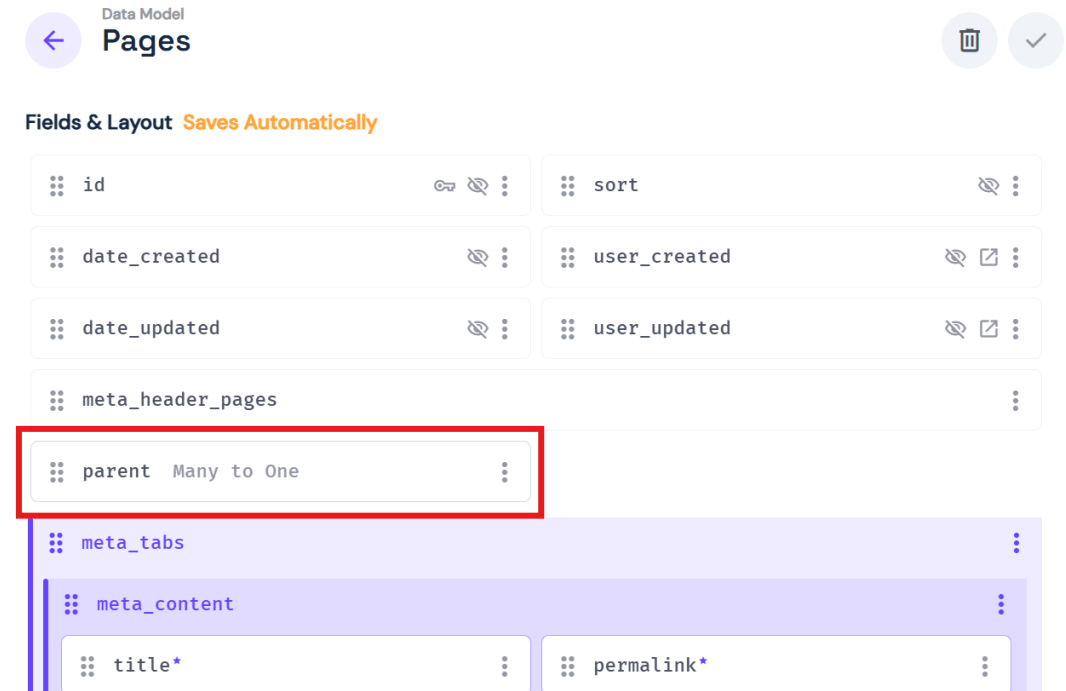 Data Model
Pages
Fields & Layout Saves Automatically
id
sort
date_created
user_created
date_updated
user_updated
meta_header_pages
parent Many to One
meta_tabs
meta_content
title*
permalink*